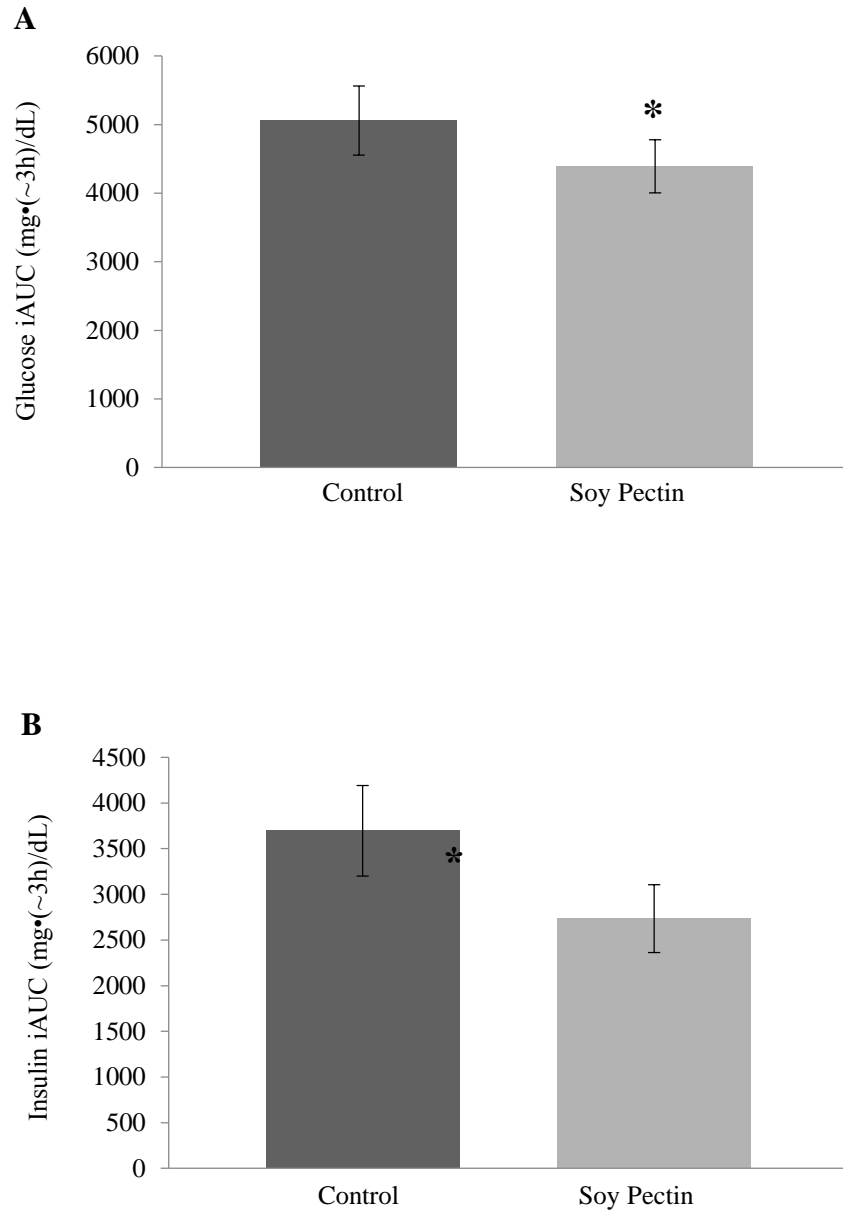 A
Glucose iAUC (mg•(~3h)/dL)
6000
5000
4000
3000
2000
1000
0
*
Control
Soy Pectin
B
Insulin iAUC (mg•(~3h)/dL)
4500
4000
3500
3000
2500
2000
1500
1000
500
0
*
Control
Soy Pectin